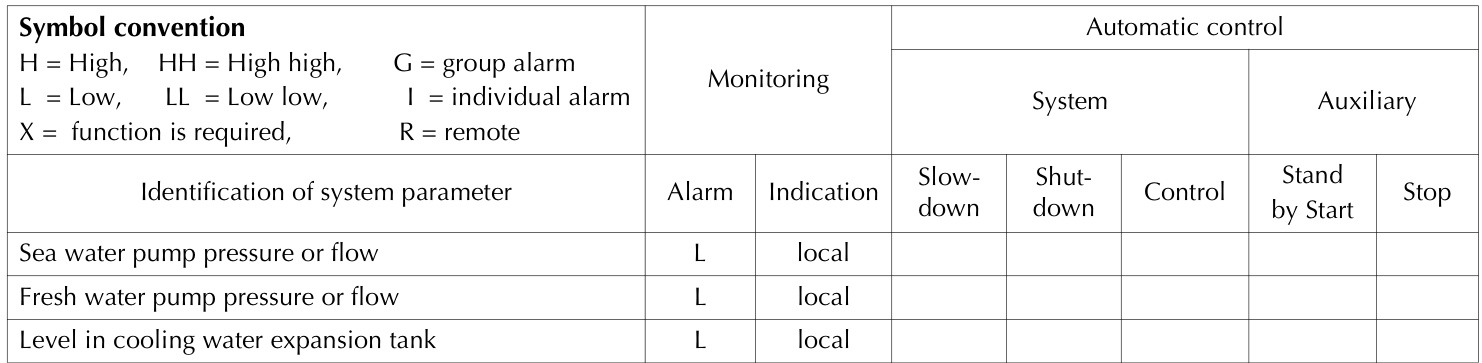 Symbol convention
H = High, HH = High high, G = group alarm
L = Low, LL = Low low, I = individual alarm
X = function is required, R = remote
Monitoring
Automatic control
System
Auxiliary
Identification of system parameter
Alarm
Indication
Slow-
down
Shut-
down
Control
Stand
by Start
Stop
Sea water pump pressure or flow L local
Fresh water pump pressure or flow L local
Level in cooling water expansion tank L local